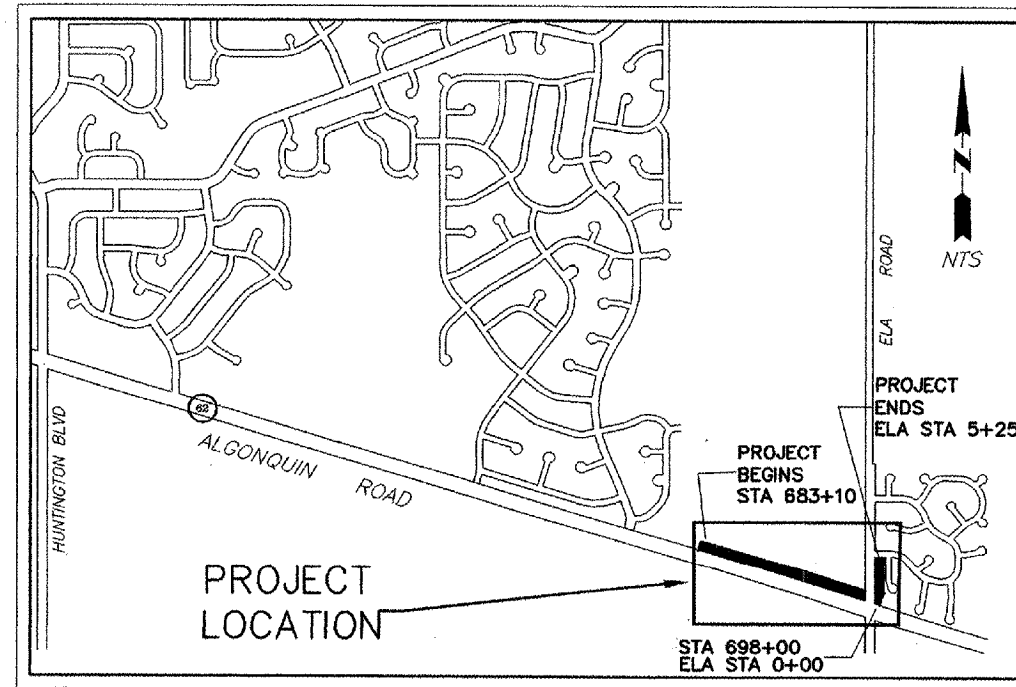 N
NTS
ELA ROAD
PROJECT
ENDS
ELA STA 5+25
HUNTINGTON BLVD
62
ALGONQUIN ROAD
PROJECT
BEGINS
STA 683+10
PROJECT
LOCATION
STA 698+00
ELA STA 0+00